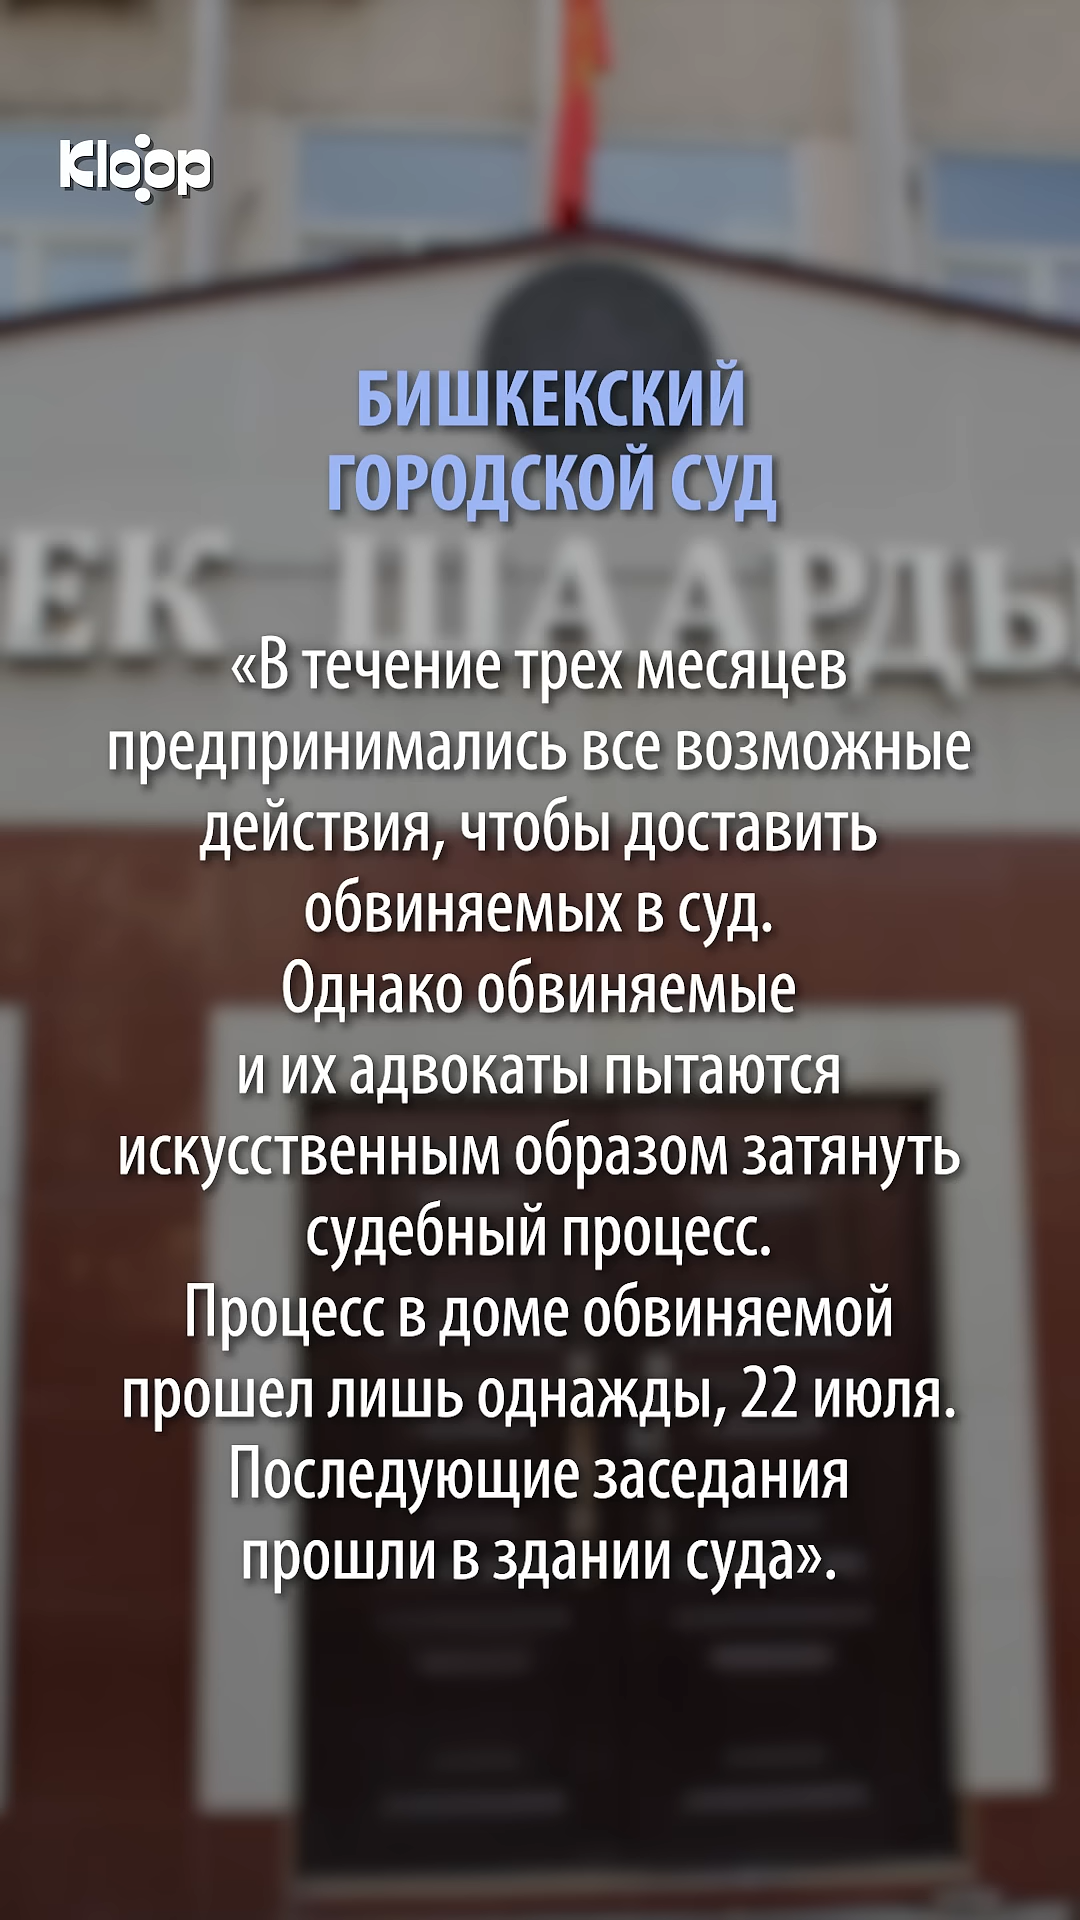 Kloop
БИШКЕКСКИЙ
ГОРОДСКОЙ СУД
ЕК ШААРДЫ
«В течение трех месяцев
предпринимались все возможные
действия, чтобы доставить
обвиняемых в суд.
Однако обвиняемые
и их адвокаты пытаются
искусственным образом затянуть
судебный процесс.
Процесс в доме обвиняемой
прошел лишь однажды, 22 июля.
Последующие заседания
прошли в здании суда».